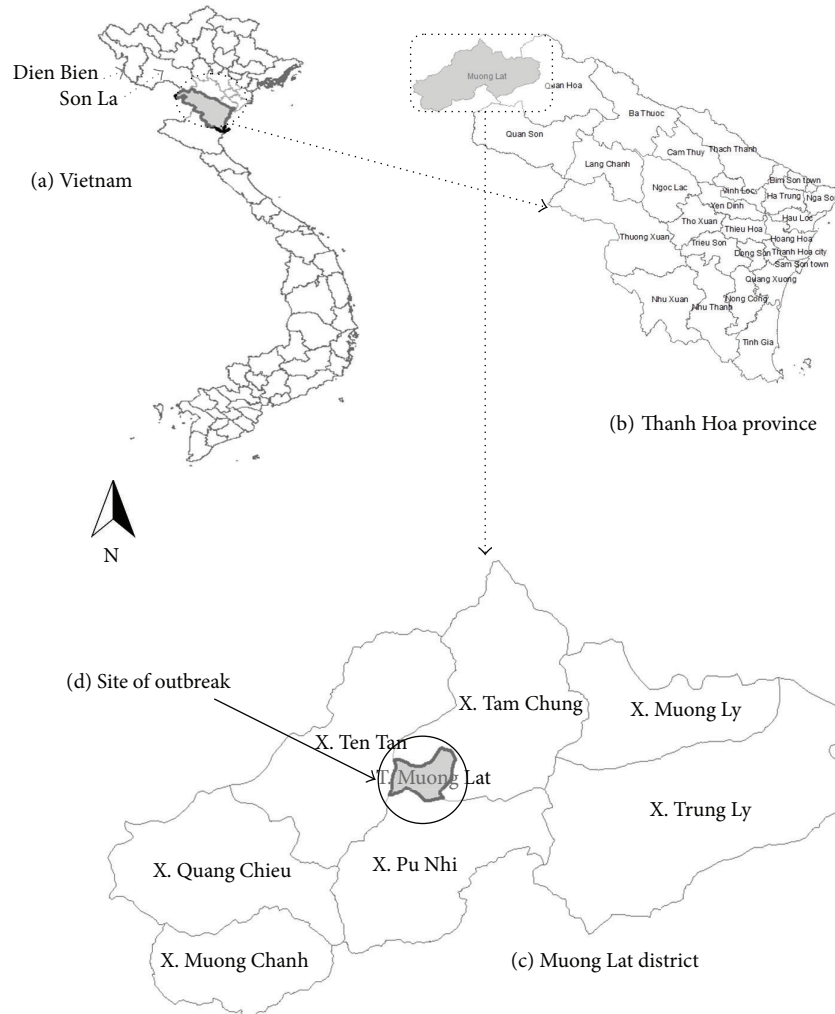 Dien Bien
Son La
(a) Vietnam
N
Muong Lat
Quan Hoa
Ba Thuoc
Quan Son
Cam Thuy
Thach Thanh
Lang Chanh
Bim Son town
Ngoc Lac
Vinh Loc
Ha Trung
Nga Son
Yen Dinh
Tho Xuan
Hau Loc
Thieu Hoa
Thuong Xuan
Trieu Son
Hoang Hoa
Dong Son
Thanh Hoa city
Sam Son town
Quang Xuong
Nhu Xuan
Nhu Thanh
Nong Cong
Tinh Gia
(b) Thanh Hoa province
(d) Site of outbreak
X. Tam Chung
X. Muong Ly
X. Ten Tan
T. Muong Lat
X. Trung Ly
X. Quang Chieu
X. Pu Nhi
X. Muong Chanh
(c) Muong Lat district